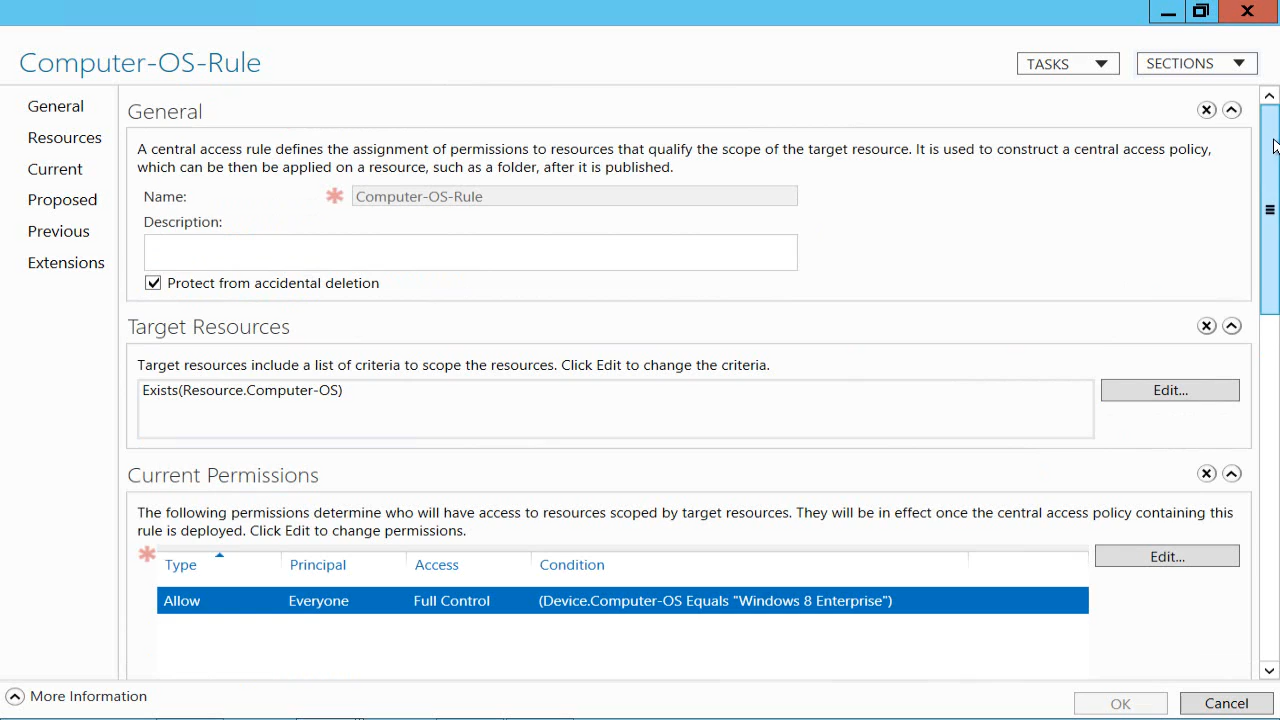 Computer-OS-Rule
TASKS
SECTIONS
General
Resources
Current
Proposed
Previous
Extensions
General
A central access rule defines the assignment of permissions to resources that qualify the scope of the target resource. It is used to construct a central access policy,
which can be then be applied on a resource, such as a folder, after it is published.
Name:
* Computer-OS-Rule
Description:
Protect from accidental deletion
Target Resources
Target resources include a list of criteria to scope the resources. Click Edit to change the criteria.
Exists(Resource.Computer-OS)
Edit...
Current Permissions
The following permissions determine who will have access to resources scoped by target resources. They will be in effect once the central access policy containing this
rule is deployed. Click Edit to change permissions.
*
Type Principal Access Condition
Edit...
Allow Everyone Full Control (Device.Computer-OS Equals "Windows 8 Enterprise")
More Information
OK
Cancel